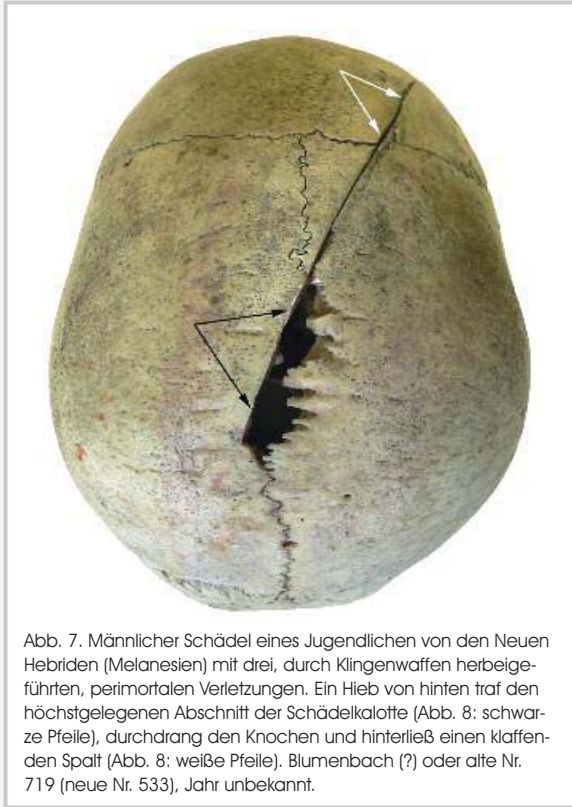 Abb. 7. Männlicher Schädel eines Jugendlichen von den Neuen
Hebriden (Melanesien) mit drei, durch Klingenwaffen herbeige-
führten, perimortalen Verletzungen. Ein Hieb von hinten traf den
höchstgelegenen Abschnitt der Schädelkalotte (Abb. 8: schwar-
ze Pfeile), durchdrang den Knochen und hinterließ einen klaffen-
den Spalt (Abb. 8: weiße Pfeile). Blumenbach (?) oder alte Nr.
719 (neue Nr. 533), Jahr unbekannt.